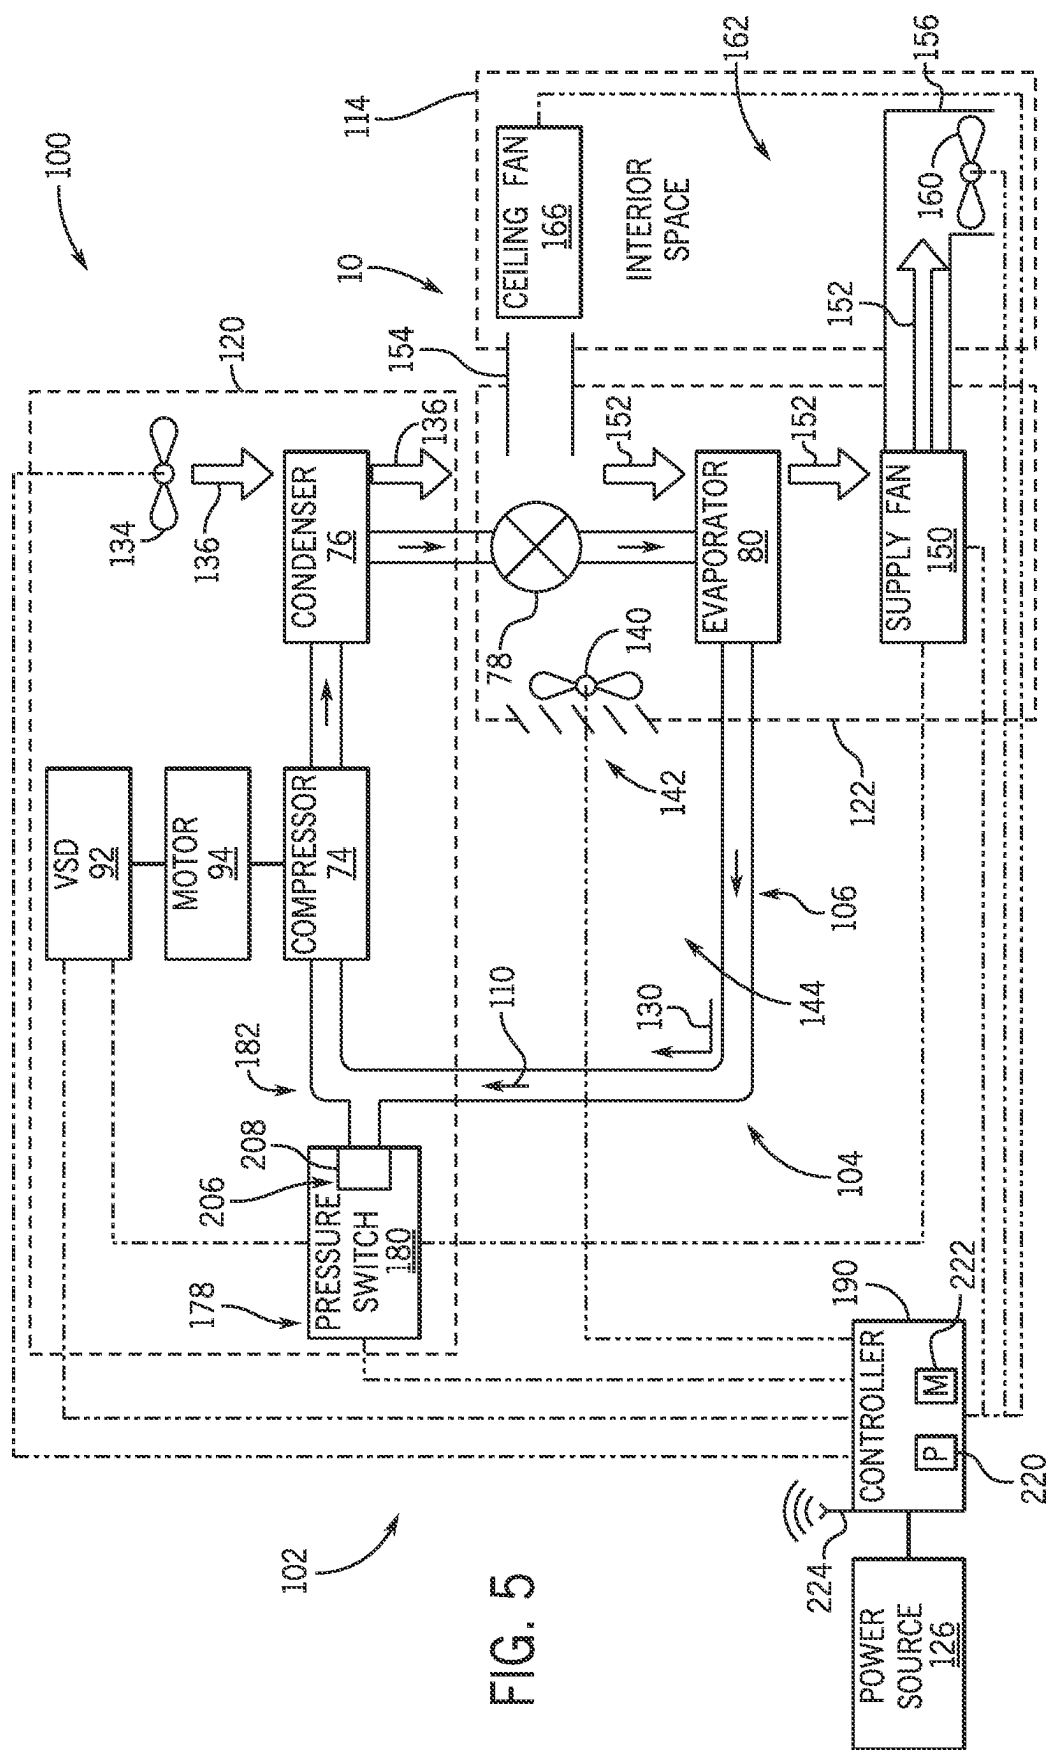 100
10
114
162
156
120
154
CEILING FAN
166
INTERIOR
SPACE
160
152
134
136
136
152
152
CONDENSER
76
78
EVAPORATOR
80
SUPPLY FAN
150
140
142
122
VSD
92
MOTOR
94
COMPRESSOR
74
182
110
130
144
106
208
206
104
178
PRESSURE
SWITCH
180
190
222
CONTROLLER
M
P
220
102
224
POWER
SOURCE
126
FIG. 5